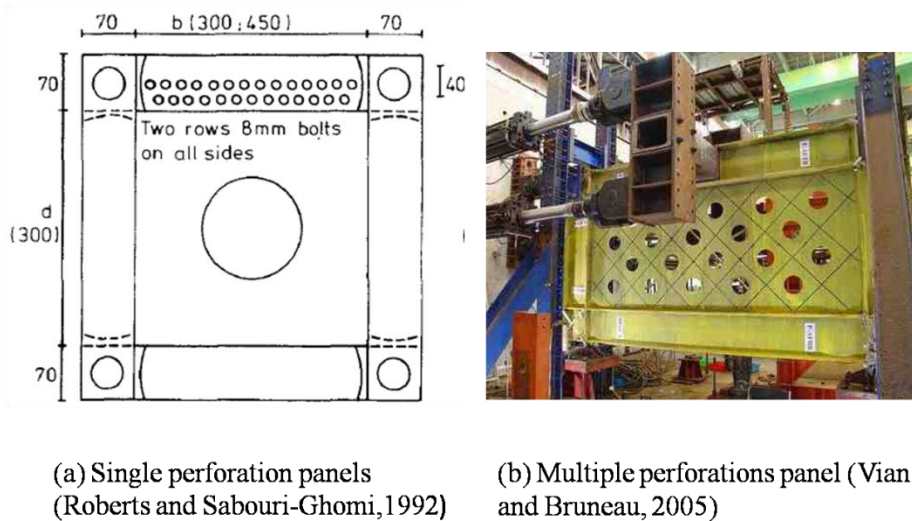 70
b (300 ; 450)
70
70
40
Two rows 8mm bolts
on all sides
d
(300)
70
(a) Single perforation panels
(Roberts and Sabouri-Ghomi,1992)
(b) Multiple perforations panel (Vian
and Bruneau, 2005)